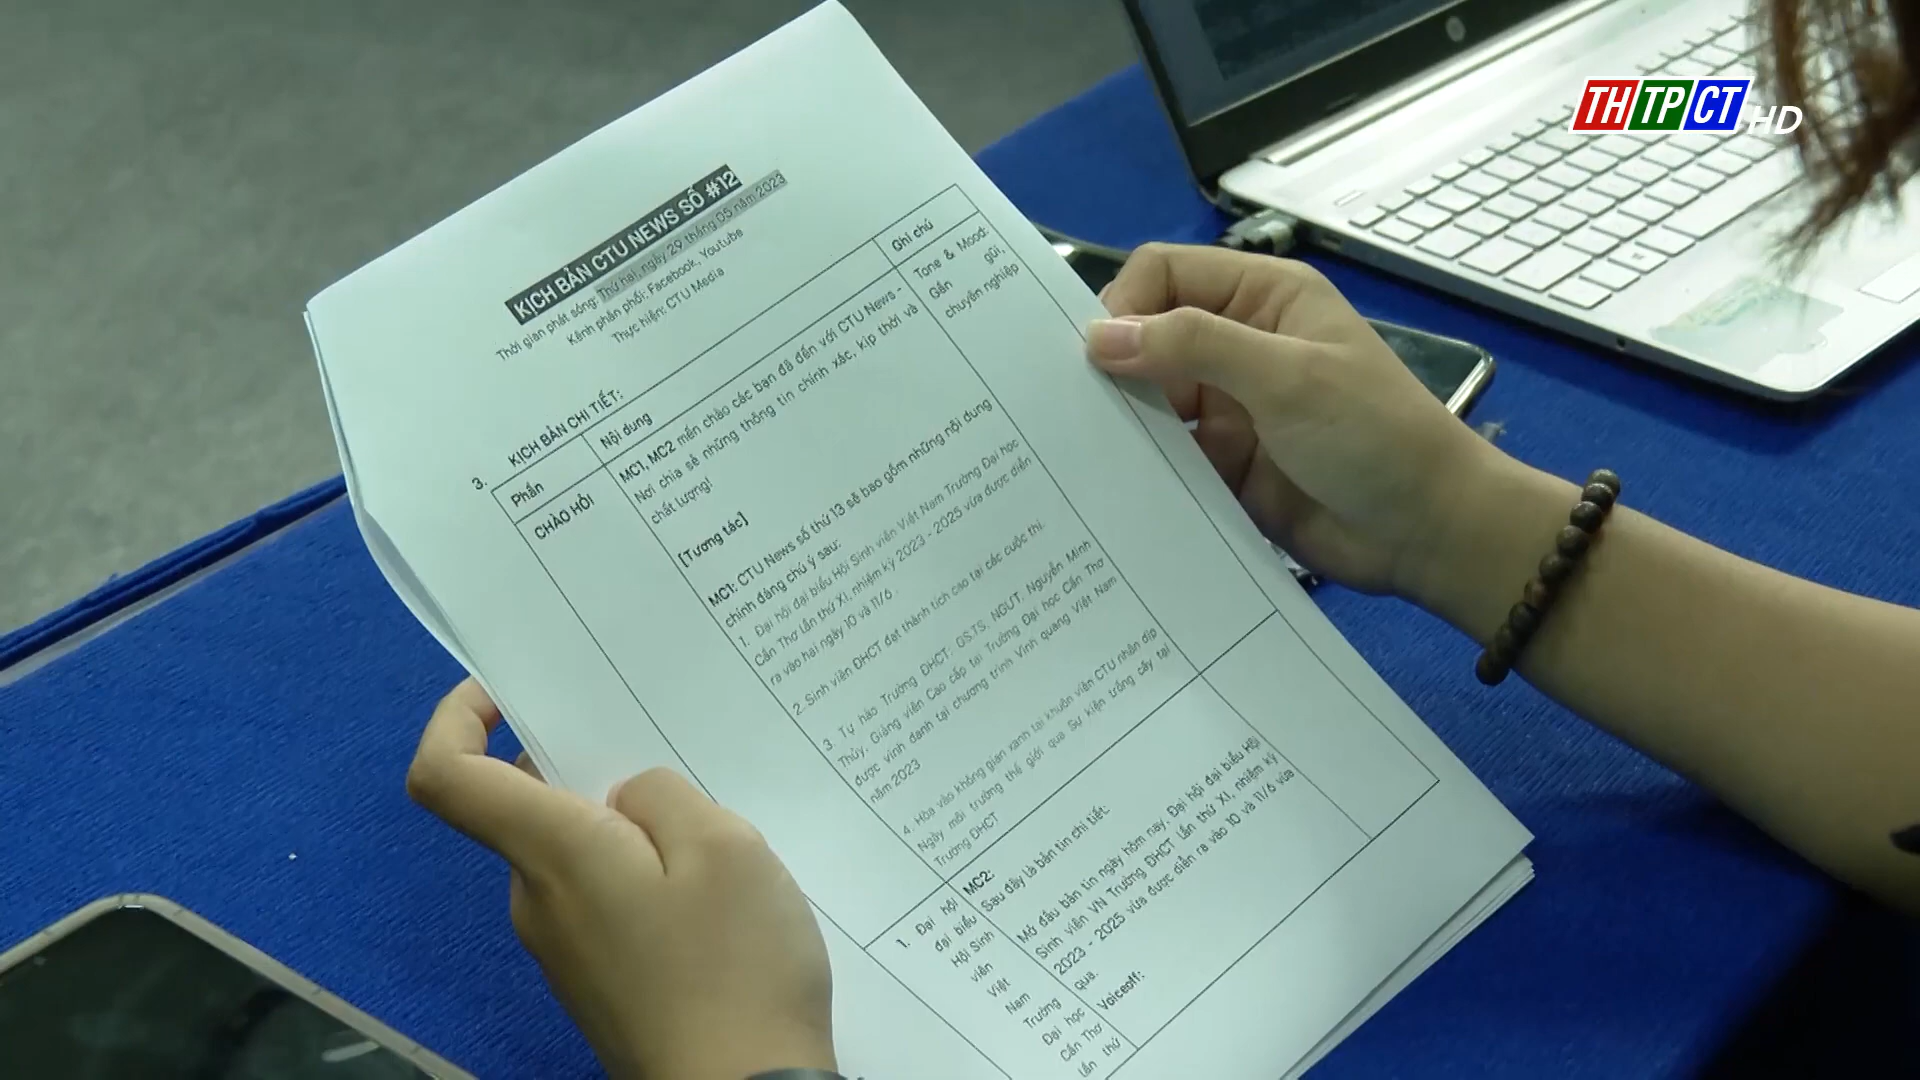 THTPCT HD
KỊCH BẢN CTU NEWS SỐ #12
Thời gian phát sóng: Thứ hai, ngày 29 tháng 05 năm 2023
Kênh phân phối: Facebook, Youtube
Thực hiện: CTU Media
3. KỊCH BẢN CHI TIẾT:
Phần
Nội dung
Ghi chú
CHÀO HỎI
MC1, MC2 mến chào các bạn đã đến với CTU News -
Nơi chia sẻ những thông tin chính xác, kịp thời và
chất lượng!
[Tương tác]
MC1: CTU News số thứ 13 sẽ bao gồm những nội dung
chính đáng chú ý sau:
1. Đại hội đại biểu Hội Sinh viên Việt Nam Trường Đại học
Cần Thơ lần thứ XI, nhiệm kỳ 2023 - 2025 vừa được diễn
ra vào hai ngày 10 và 11/6.
2. Sinh viên ĐHCT đạt thành tích cao tại các cuộc thi.
3. Tự hào Trường ĐHCT: GS.TS. NGƯT. Nguyễn Minh
Thủy, Giảng viên Cao cấp tại Trường Đại học Cần Thơ
được vinh danh tại chương trình Vinh quang Việt Nam
năm 2023
4. Hòa vào không gian xanh tại khuôn viên CTU nhân dịp
Ngày môi trường thế giới qua Sự kiện trồng cây tại
Trường ĐHCT
Tone & Mood:
Gần gũi,
chuyên nghiệp
1. Đại hội
đại biểu
Hội Sinh
viên
Việt
Nam
Trường
Đại học
Cần Thơ
lần thứ
MC2:
Sau đây là bản tin chi tiết:
Mở đầu bản tin ngày hôm nay, Đại hội đại biểu Hội
Sinh viên VN Trường ĐHCT lần thứ XI, nhiệm kỳ
2023 - 2025 vừa được diễn ra vào 10 và 11/6 vừa
qua.
Voiceoff: